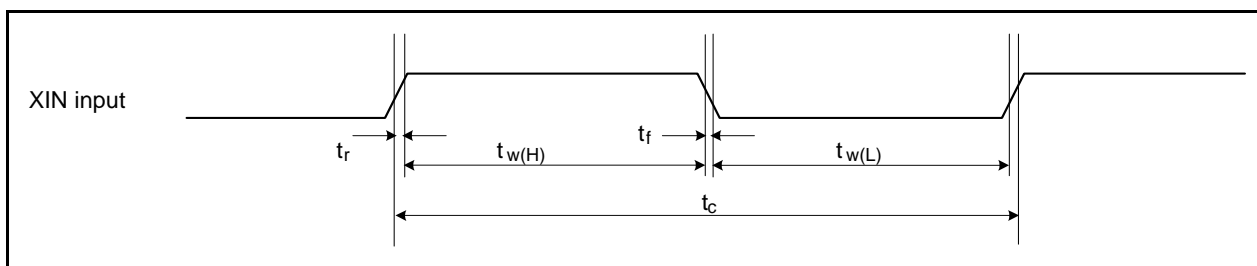 XIN input
tr
tw(H)
tf
tw(L)
tc